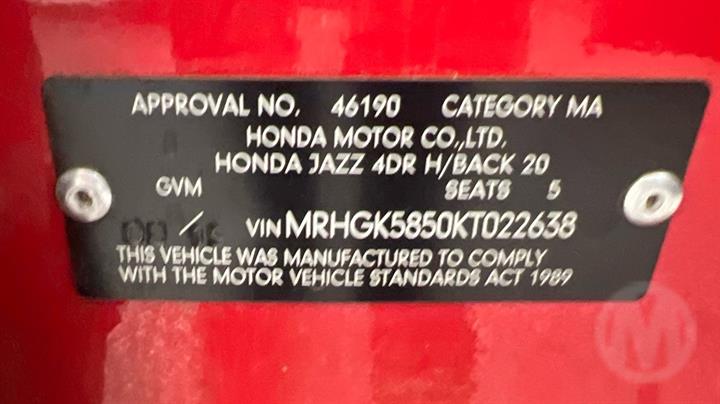 APPROVAL NO. 46190 CATEGORY MA
HONDA MOTOR CO.,LTD.
HONDA JAZZ 4DR H/BACK 20
GVM SEATS 5
/ VIN MRHGK5850KT022638
THIS VEHICLE WAS MANUFACTURED TO COMPLY
WITH THE MOTOR VEHICLE STANDARDS ACT 1989
M